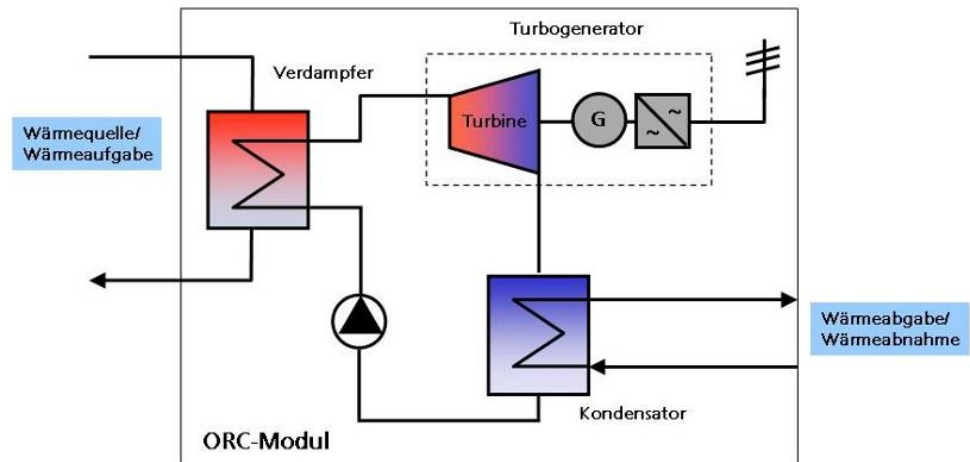 Turbogenerator
Verdampfer
Wärmequelle/
Wärmeaufgabe
Turbine
G
~
~
Wärmeabgabe/
Wärmeabnahme
Kondensator
ORC-Modul